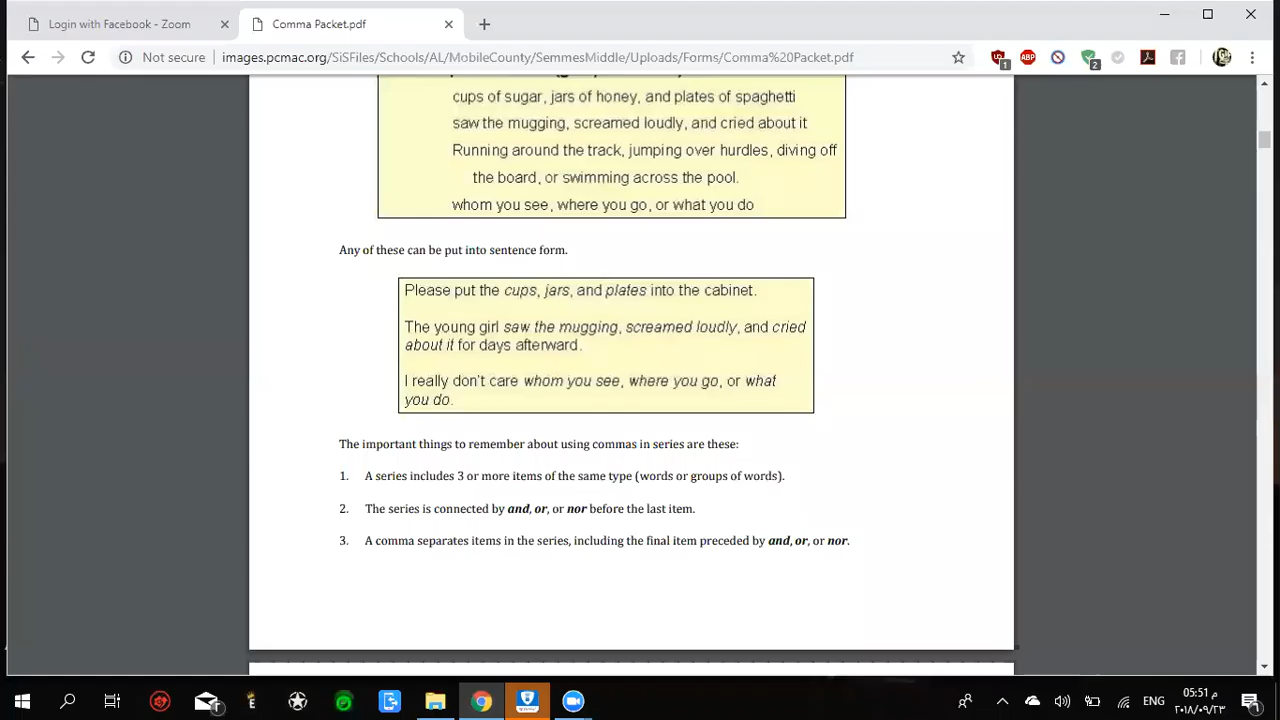 Login with Facebook - Zoom
Comma Packet.pdf
Not secure
images.pcmac.org/SiSFiles/Schools/AL/MobileCounty/SemmesMiddle/Uploads/Forms/Comma%20Packet.pdf
1
ABP
2
cups of sugar, jars of honey, and plates of spaghetti
saw the mugging, screamed loudly, and cried about it
Running around the track, jumping over hurdles, diving off
the board, or swimming across the pool.
whom you see, where you go, or what you do
Any of these can be put into sentence form.
Please put the cups, jars, and plates into the cabinet.
The young girl saw the mugging, screamed loudly, and cried
about it for days afterward.
I really don't care whom you see, where you go, or what
you do.
The important things to remember about using commas in series are these:
1. A series includes 3 or more items of the same type (words or groups of words).
2. The series is connected by and, or, or nor before the last item.
3. A comma separates items in the series, including the final item preceded by and, or, or nor.
ENG
05:51 م
٢٠١٨/٠٩/٢٣